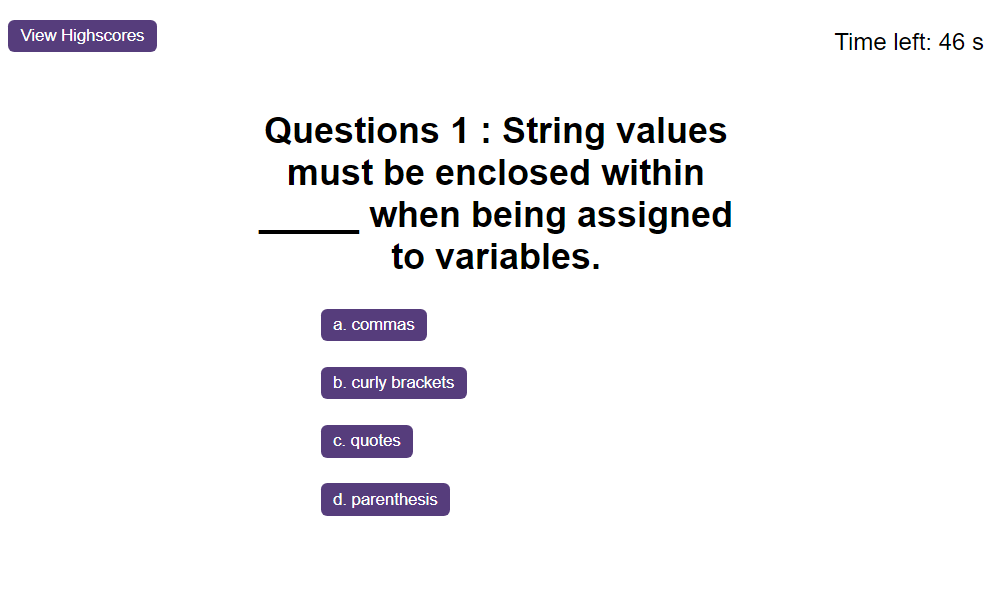 View Highscores
Time left: 46 s
Questions 1 : String values
must be enclosed within
_____ when being assigned
to variables.
a. commas
b. curly brackets
c. quotes
d. parenthesis